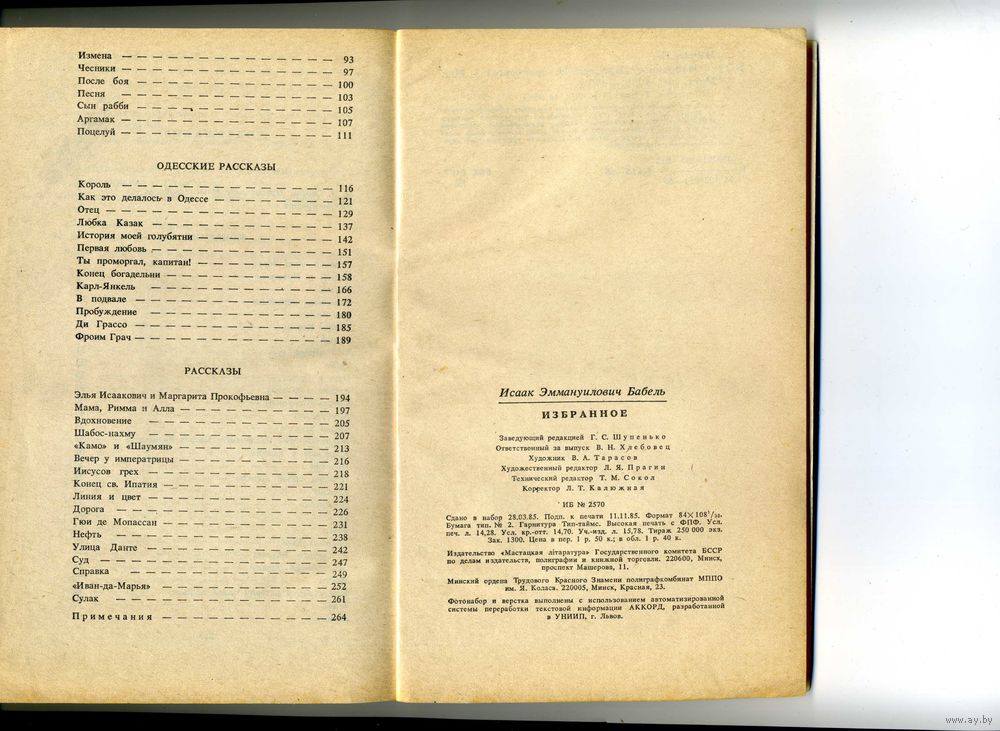 Измена — — — — — — — — — — — — 93
Чесники — — — — — — — — — — — — 97
После боя — — — — — — — — — — — 100
Песня — — — — — — — — — — — — 103
Сын рабби — — — — — — — — — — — 105
Аргамак — — — — — — — — — — — — 107
Поцелуй — — — — — — — — — — — — 111
ОДЕССКИЕ РАССКАЗЫ
Король — — — — — — — — — — — — 116
Как это делалось в Одессе — — — — — — 121
Отец — — — — — — — — — — — — 129
Любка Казак — — — — — — — — — — 137
История моей голубятни — — — — — — — 142
Первая любовь — — — — — — — — — — 151
Ты проморгал, капитан! — — — — — — — 157
Конец богадельни — — — — — — — — — 158
Карл-Янкель — — — — — — — — — — 166
В подвале — — — — — — — — — — — 172
Пробуждение — — — — — — — — — — 180
Ди Грассо — — — — — — — — — — — 185
Фроим Грач — — — — — — — — — — — 189
РАССКАЗЫ
Элья Исаакович и Маргарита Прокофьевна — — — — 194
Мама, Римма и Алла — — — — — — — — 197
Вдохновение — — — — — — — — — — 205
Шабос-нахму — — — — — — — — — — 207
«Камо» и «Шаумян» — — — — — — — — 213
Вечер у императрицы — — — — — — — — 216
Иисусов грех — — — — — — — — — — 218
Конец св. Ипатия — — — — — — — — — 221
Линия и цвет — — — — — — — — — — 224
Дорога — — — — — — — — — — — — 226
Гюи де Мопассан — — — — — — — — — 231
Нефть — — — — — — — — — — — — 238
Улица Данте — — — — — — — — — — 242
Суд — — — — — — — — — — — — 247
Справка — — — — — — — — — — — 249
«Иван-да-Марья» — — — — — — — — — 252
Сулак — — — — — — — — — — — — 261
Примечания — — — — — — — — — 264
Исаак Эммануилович Бабель
ИЗБРАННОЕ
Заведующий редакцией Г. С. Шупенько
Ответственный за выпуск В. Н. Хлебовец
Художник В. А. Тарасов
Художественный редактор Л. Я. Прагин
Технический редактор Т. М. Сокол
Корректор Л. Т. Калюжная
ИБ № 2570
Сдано в набор 28.03.85. Подп. к печати 11.11.85. Формат 84×108¹/₃₂.
Бумага тип. № 2. Гарнитура Тип-таймс. Высокая печать с ФПФ. Усл.
печ. л. 14,28. Усл. кр.-отт. 14,70. Уч.-изд. л. 15,78. Тираж 250 000 экз.
Зак. 1300. Цена в пер. 1 р. 50 к.; в обл. 1 р. 40 к.
Издательство «Мастацкая літаратура» Государственного комитета БССР
по делам издательств, полиграфии и книжной торговли. 220600, Минск,
проспект Машерова, 11.
Минский ордена Трудового Красного Знамени полиграфкомбинат МППО
им. Я. Коласа. 220005, Минск, Красная, 23.
Фотонабор и верстка выполнены с использованием автоматизированной
системы переработки текстовой информации АККОРД, разработанной
в УНИИП, г. Львов.
www.ay.by